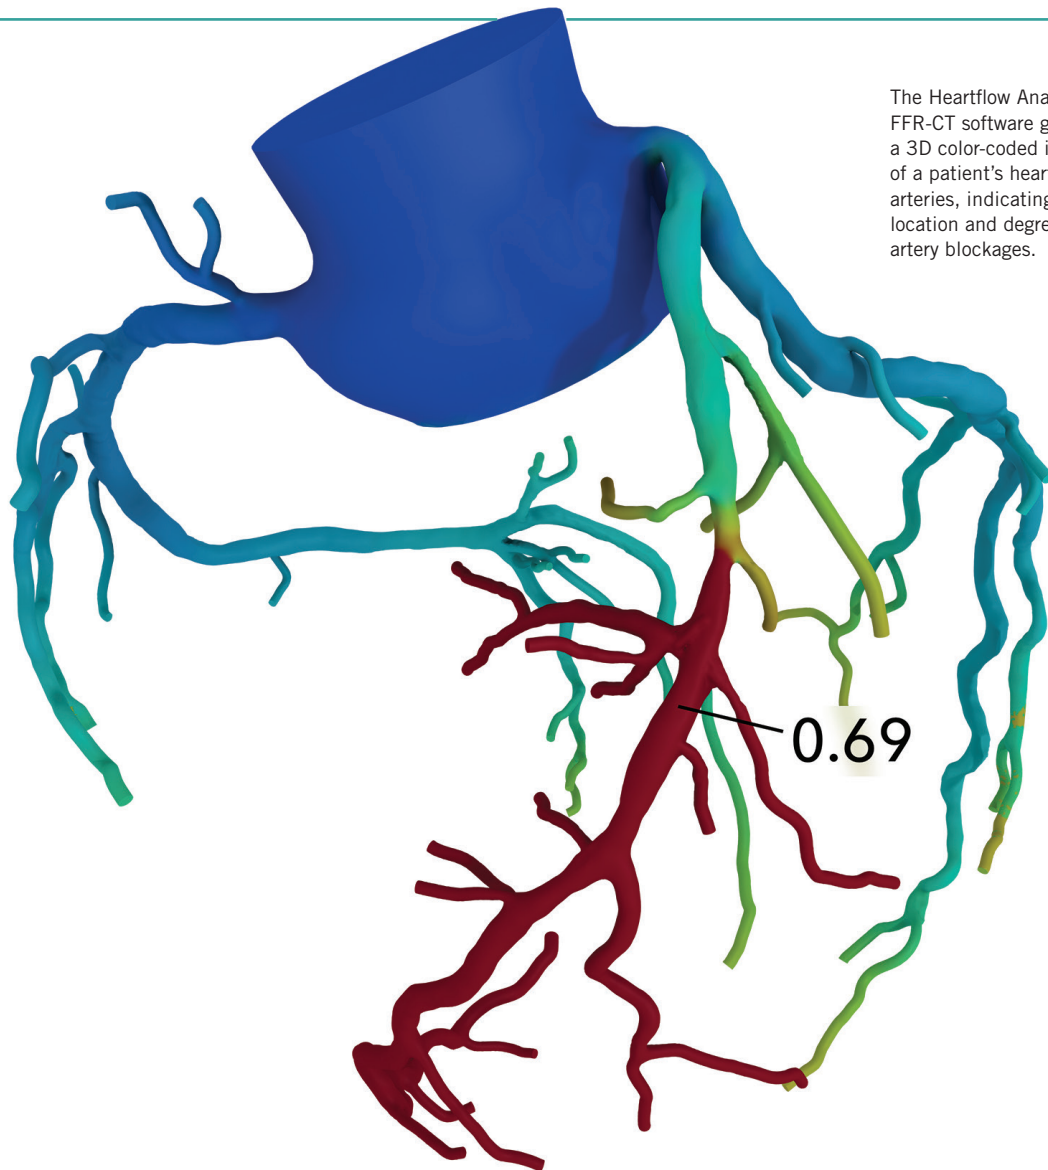 The Heartflow Ana
FFR-CT software g
a 3D color-coded i
of a patient's heart
arteries, indicating
location and degre
artery blockages.
0.69